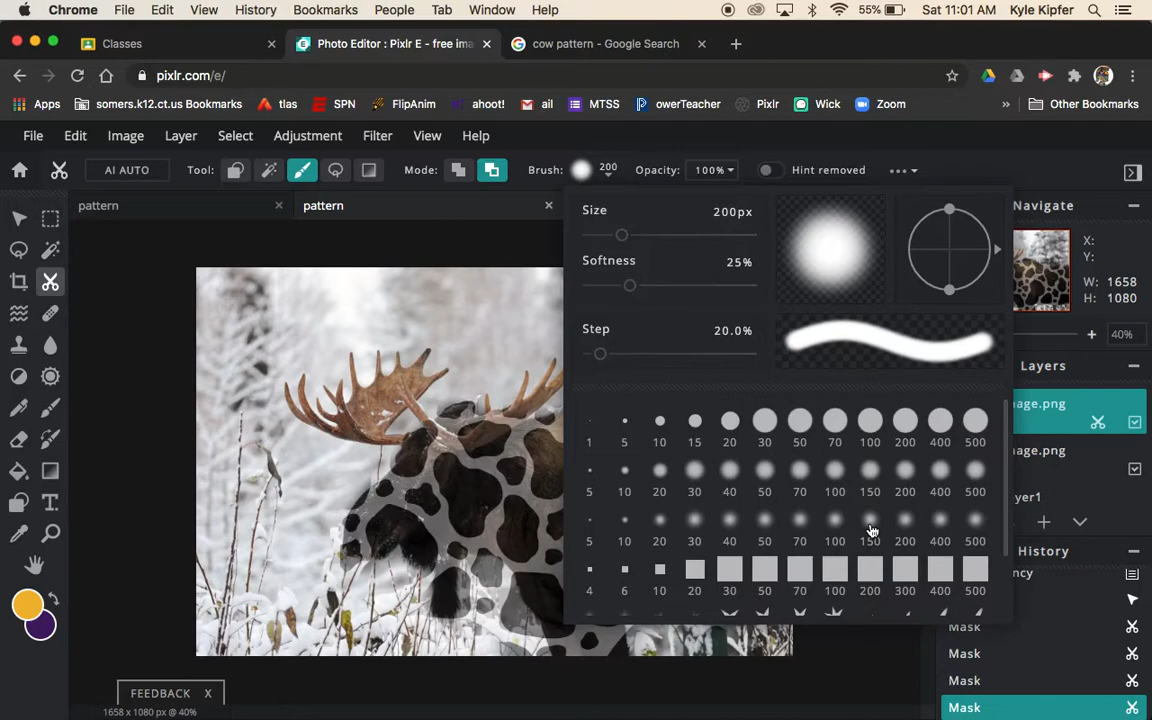 Chrome File Edit View History Bookmarks People Tab Window Help 55% Sat 11:01 AM Kyle Kipfer
Classes Photo Editor : Pixlr E - free ima cow pattern - Google Search
pixlr.com/e/
Apps somers.k12.ct.us Bookmarks tlas SPN FlipAnim ahoot! ail MTSS owerTeacher Pixlr Wick Zoom » Other Bookmarks
File Edit Image Layer Select Adjustment Filter View Help
AI AUTO Tool: Mode: Brush: 200 Opacity: 100% Hint removed
pattern pattern
Size 200px
Softness 25%
Step 20.0%
1 5 10 15 20 30 50 70 100 200 400 500
5 10 20 30 40 50 70 100 150 200 400 500
5 10 20 30 40 50 70 100 150 200 400 500
4 6 10 20 30 40 50 100 200 300 400 500
Navigate
X:
Y:
W: 1658
H: 1080
40%
Layers
age.png
age.png
yer1
History
ncy
Mask
Mask
Mask
Mask
FEEDBACK X
1658 x 1080 px @ 40%